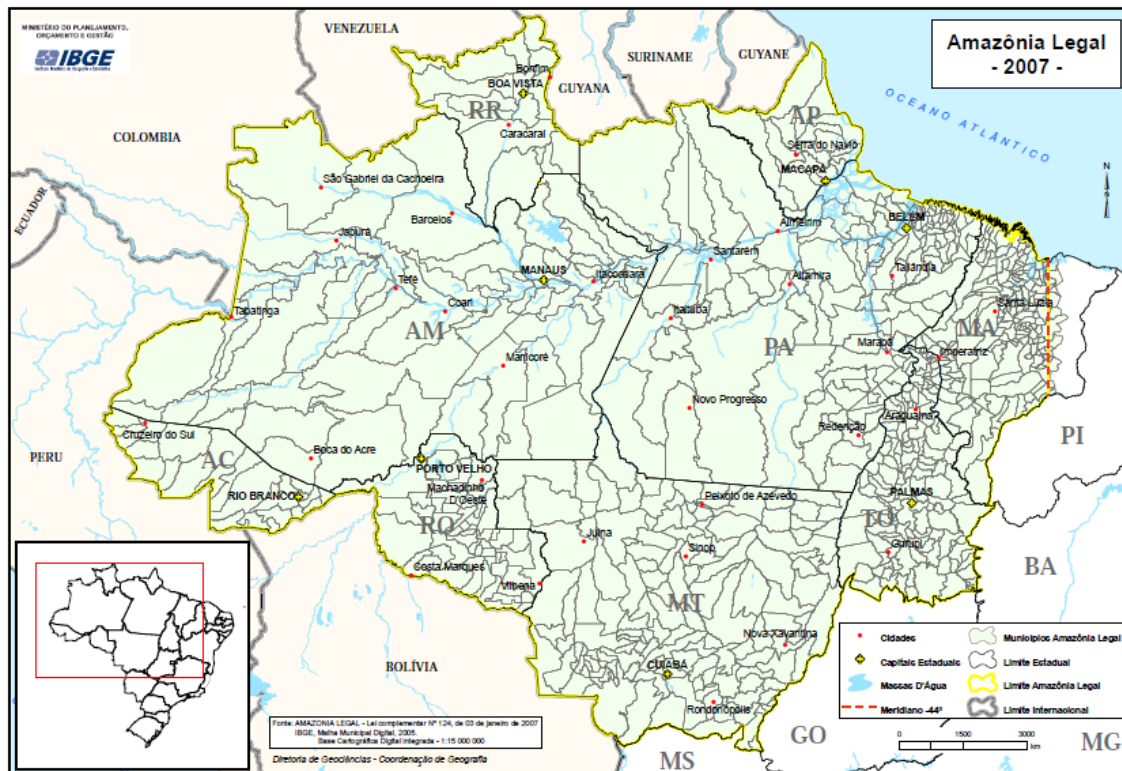 MINISTÉRIO DO PLANEJAMENTO,
ORÇAMENTO E GESTÃO
IBGE
Amazônia Legal
- 2007 -
VENEZUELA
SURINAME
GUYANE
GUYANA
COLOMBIA
ECUADOR
PERU
BOLÍVIA
OCEANO ATLÂNTICO
N
Bonfim
BOA VISTA
RR
Caracaraí
AP
Serra do Navio
MACAPÁ
São Gabriel da Cachoeira
Barcelos
Almeirim
BELÉM
Japurá
Santarém
MANAUS
Itacoatiara
Altamira
Tailândia
Tefé
Coari
Tabatinga
Itaituba
Santa Luzia
AM
PA
MA
Manicoré
Marabá
Imperatriz
Novo Progresso
Araguaína
Redenção
Cruzeiro do Sul
Boca do Acre
PI
AC
PORTO VELHO
RIO BRANCO
Machadinho
D'Oeste
RO
Peixoto de Azevedo
PALMAS
TO
Juína
Sinop
Gurupi
Costa Marques
Vilhena
BA
MT
Nova Xavantina
CUIABÁ
Rondonópolis
GO
MS
MG
Cidades
Capitais Estaduais
Massas D'Água
Meridiano -44º
Municípios Amazônia Legal
Limite Estadual
Limite Amazônia Legal
Limite Internacional
0 1500 3000
km
Fonte: AMAZONIA LEGAL - Lei complementar Nº 124, de 03 de janeiro de 2007
IBGE, Malha Municipal Digital, 2005.
Base Cartográfica Digital Integrada - 1:15 000 000
Diretoria de Geociências - Coordenação de Geografia